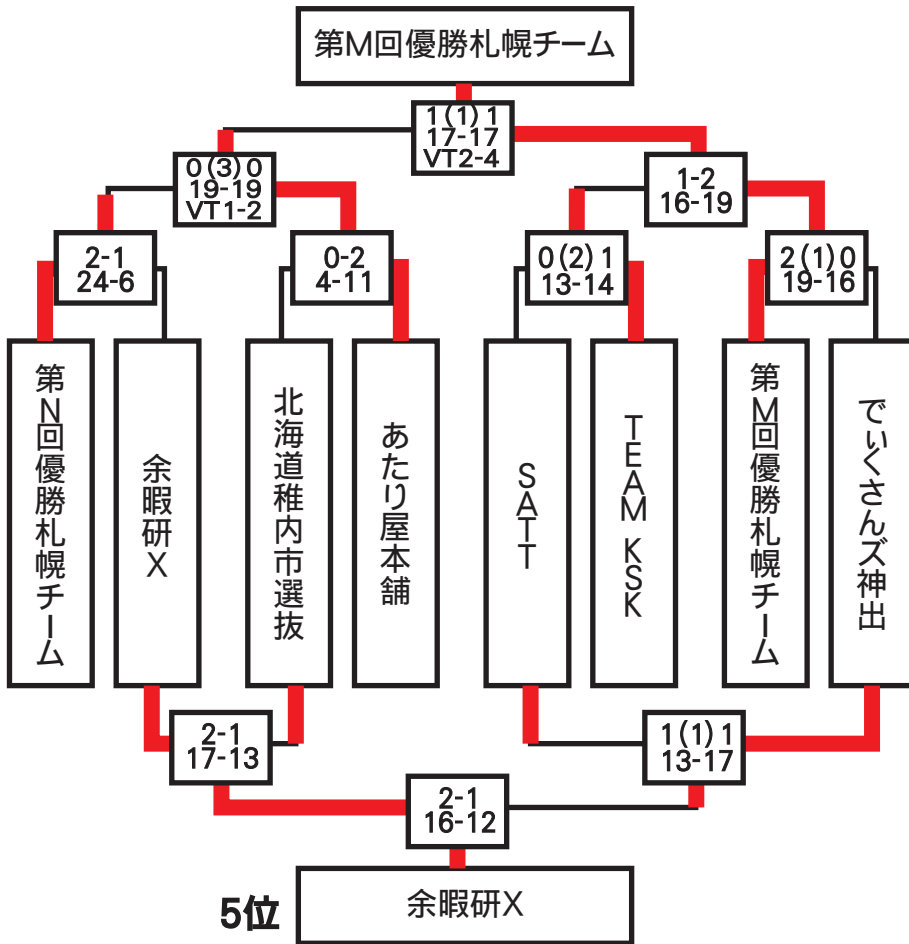 第M回優勝札幌チーム
1(1)1
17-17
VT2-4
0(3)0
19-19
VT1-2
1-2
16-19
2-1
24-6
0-2
4-11
0(2)1
13-14
2(1)0
19-16
第N回優勝札幌チーム
余暇研X
北海道稚内市選抜
あたり屋本舗
SATT
TEAM KSK
第M回優勝札幌チーム
でぃくさんズ神出
2-1
17-13
1(1)1
13-17
2-1
16-12
5位
余暇研X